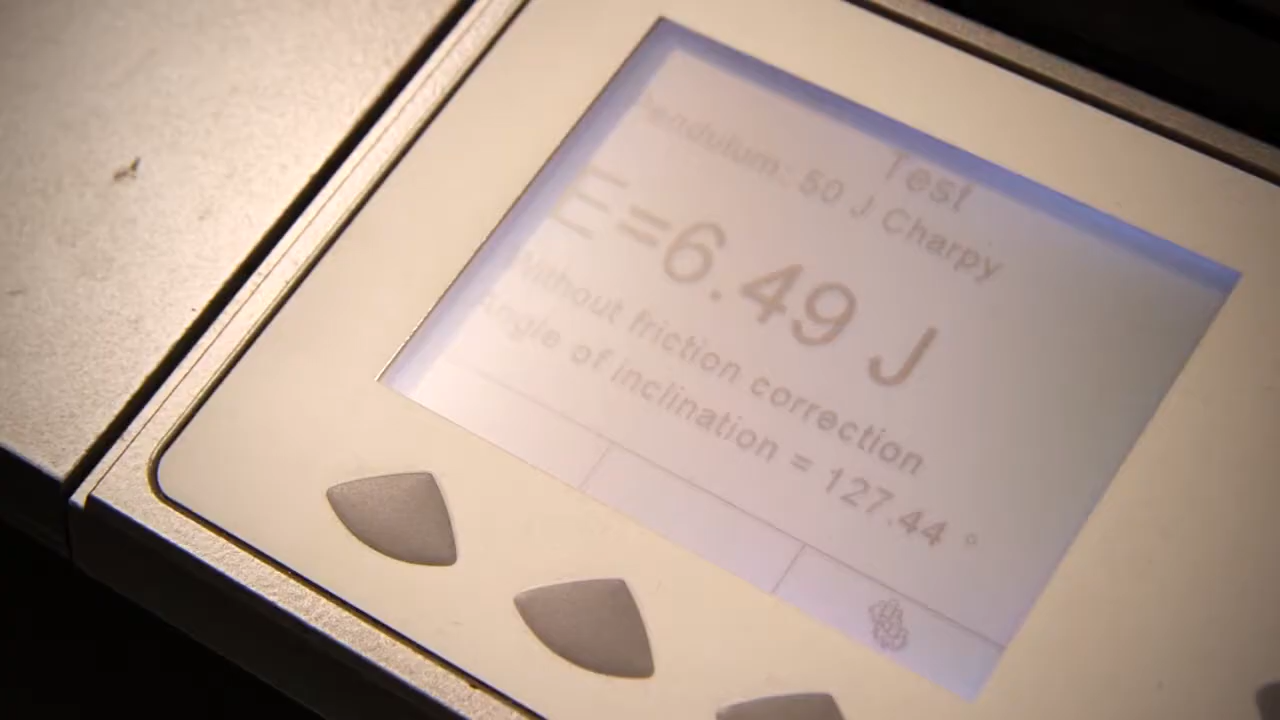 Test
Pendulum: 50 J Charpy
E=6.49 J
Without friction correction
Angle of inclination = 127.44 °